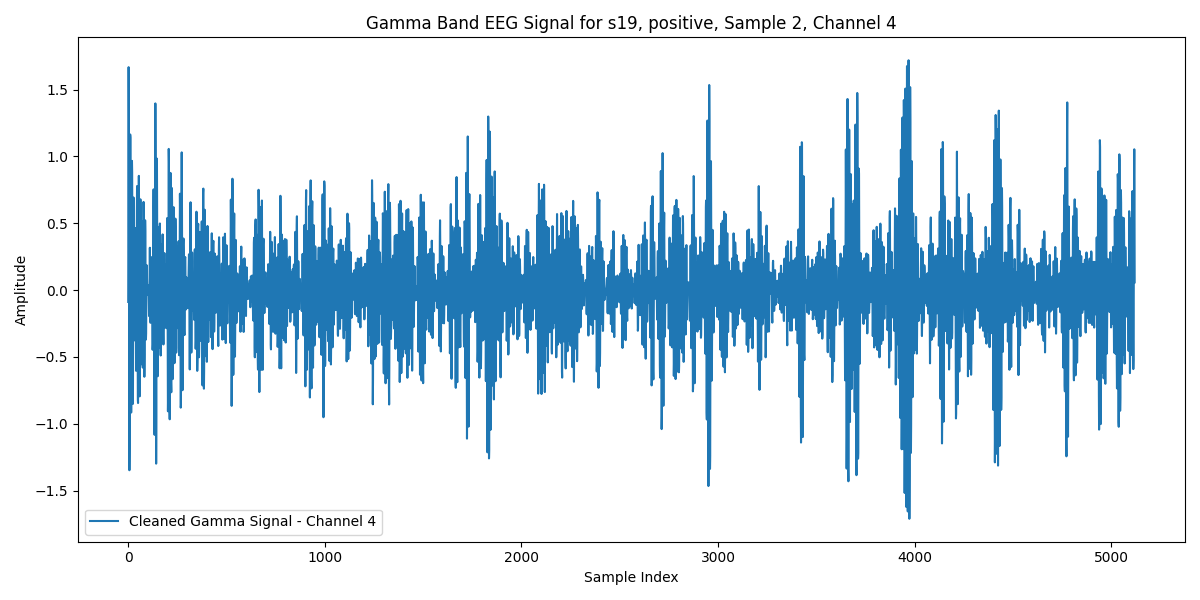 Gamma Band EEG Signal for s19, positive, Sample 2, Channel 4
Amplitude
1.5
1.0
0.5
0.0
−0.5
−1.0
−1.5
Cleaned Gamma Signal - Channel 4
0 1000 2000 3000 4000 5000
Sample Index